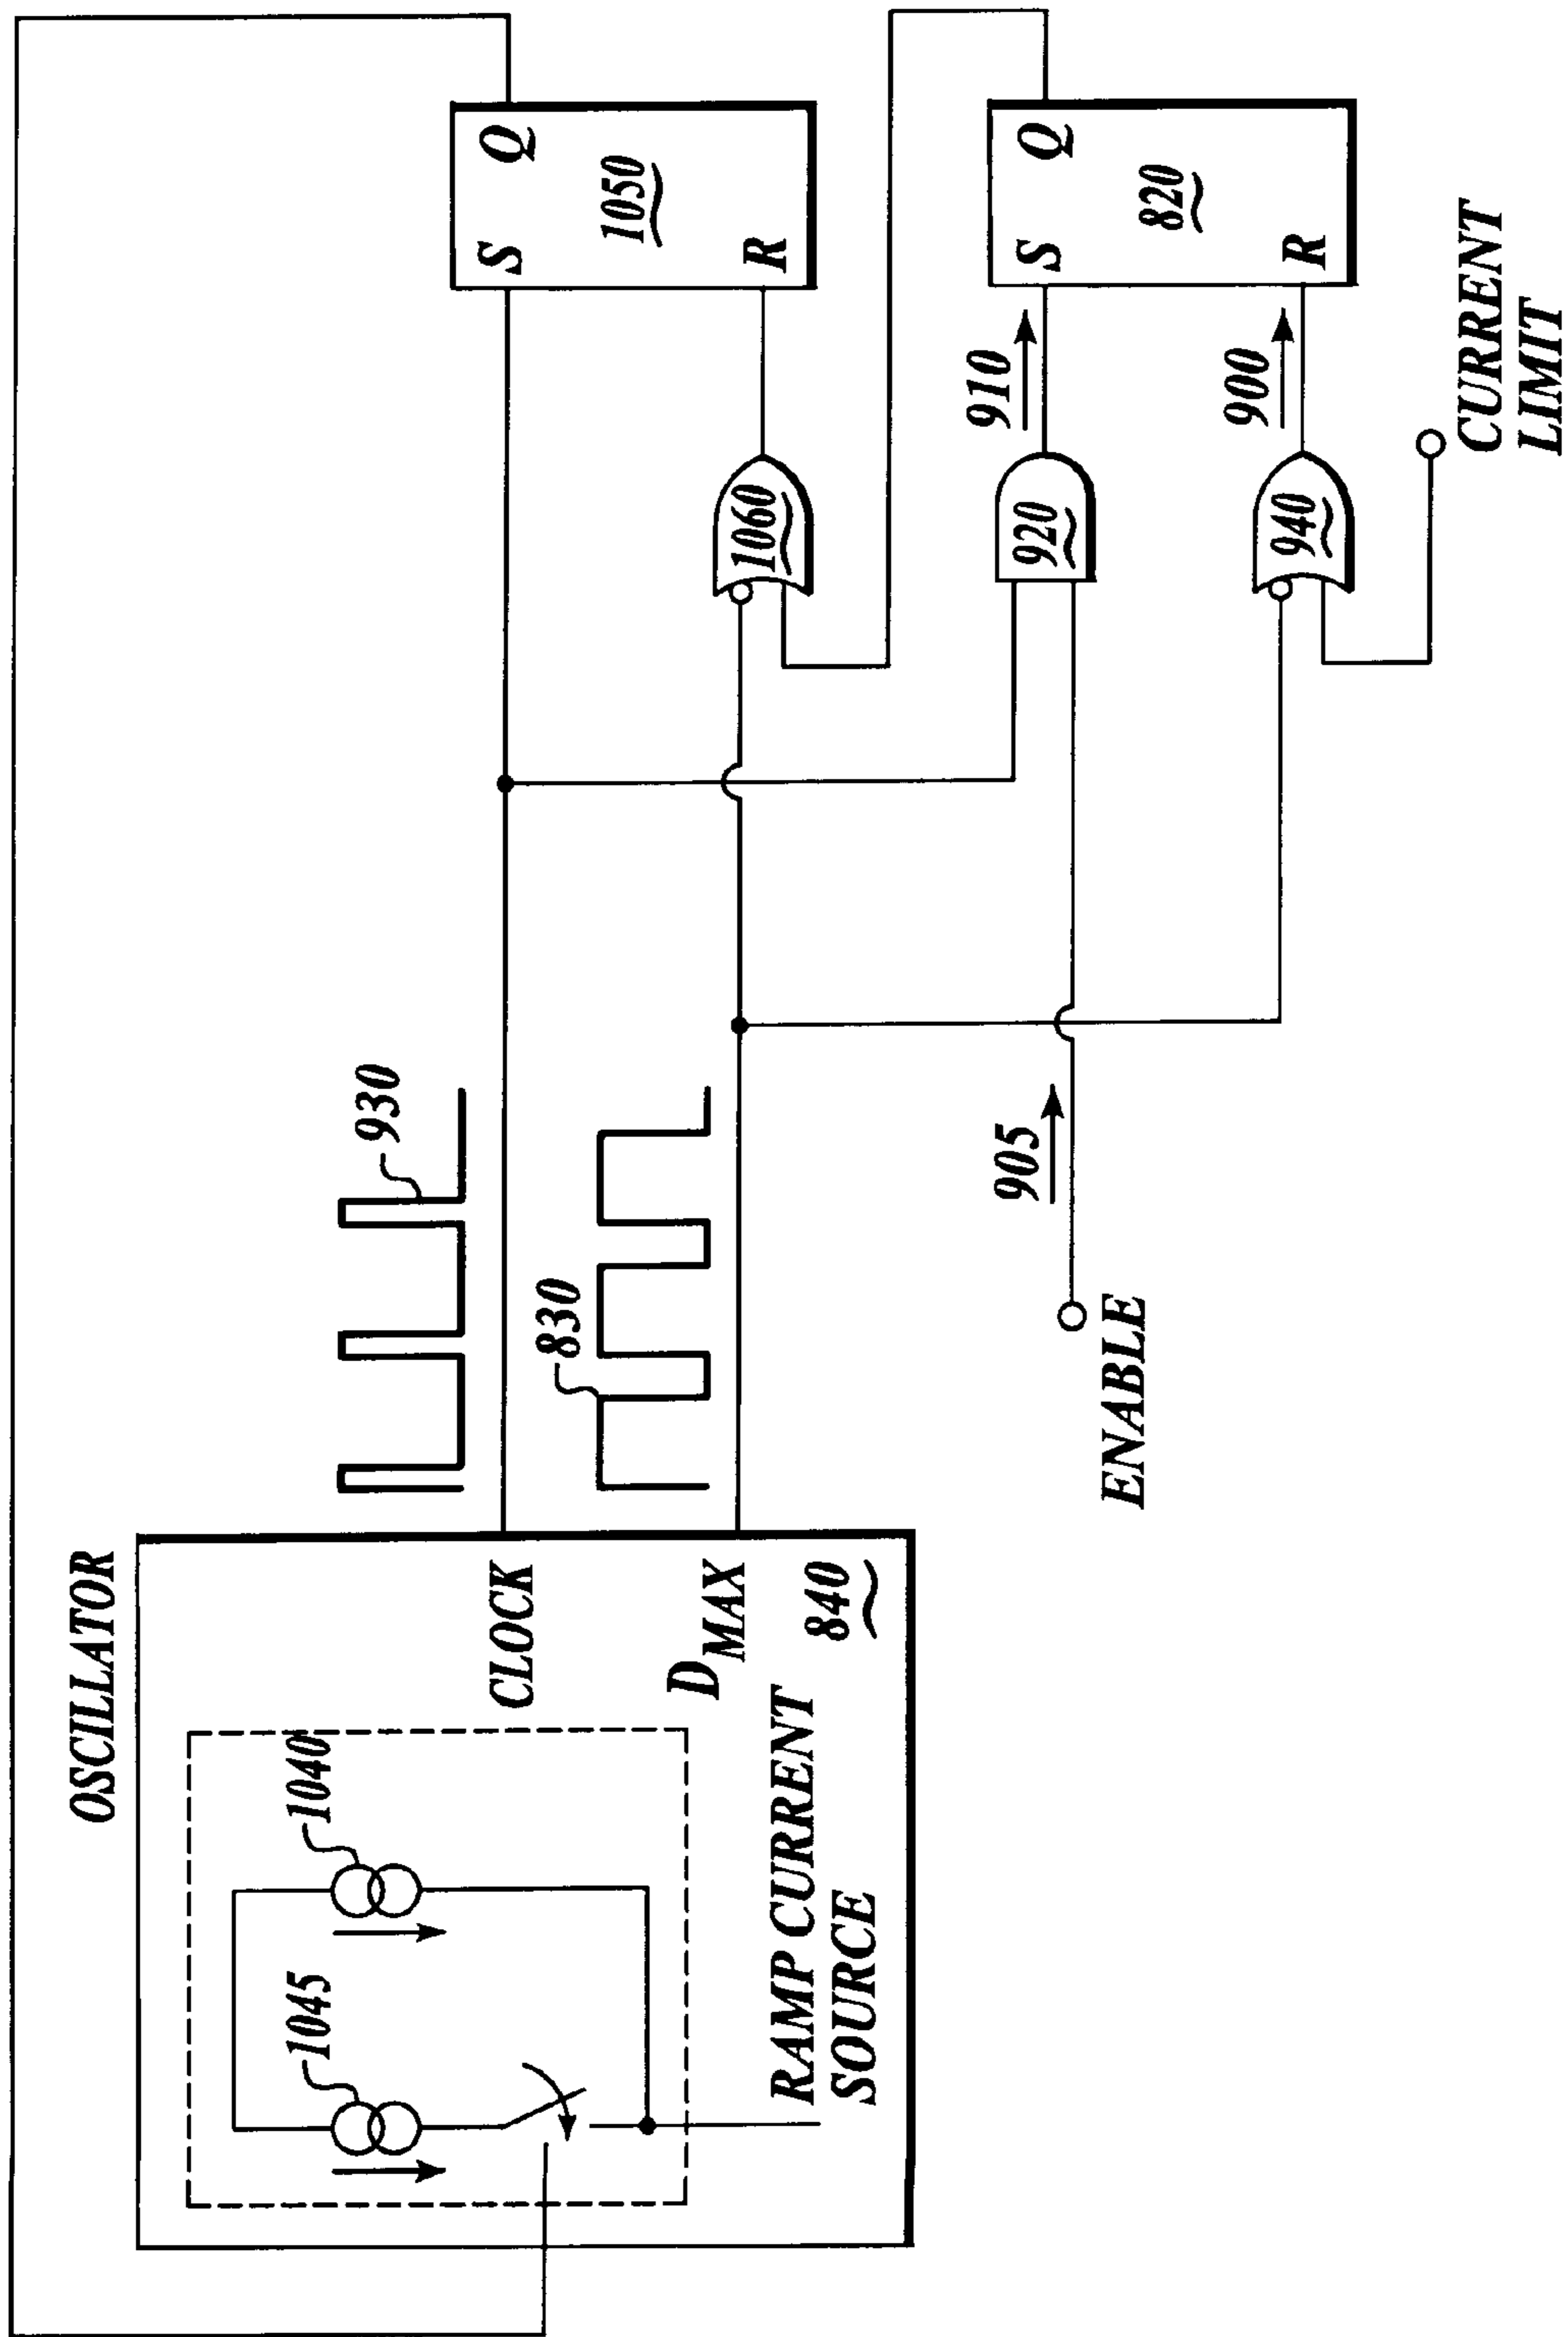 OSCILLATOR
1045
1040
CLOCK
D MAX
RAMP CURRENT
SOURCE
840
930
830
905
ENABLE
1060
920
940
910
900
S
Q
1050
R
S
Q
820
R
CURRENT
LIMIT